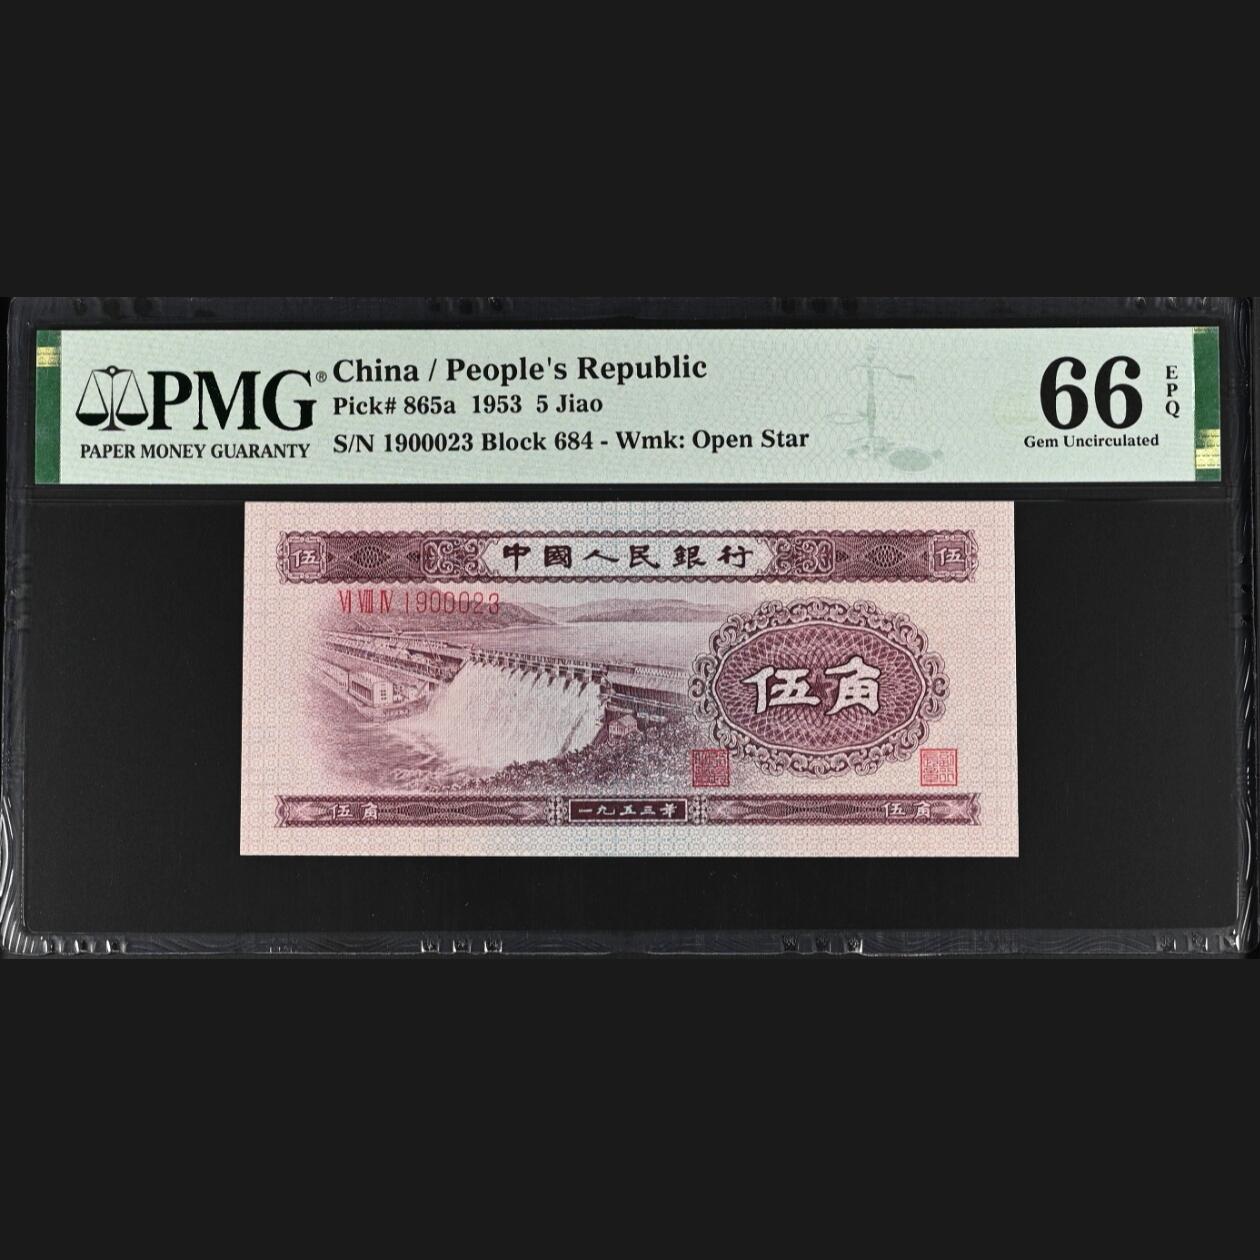 PMG®
PAPER MONEY GUARANTY
China / People's Republic
Pick# 865a 1953 5 Jiao
S/N 1900023 Block 684 - Wmk: Open Star
66
EPQ
Gem Uncirculated
伍 中國人民銀行 伍
VI VIII IV 1900023
伍角
伍角 一九五三年 伍角